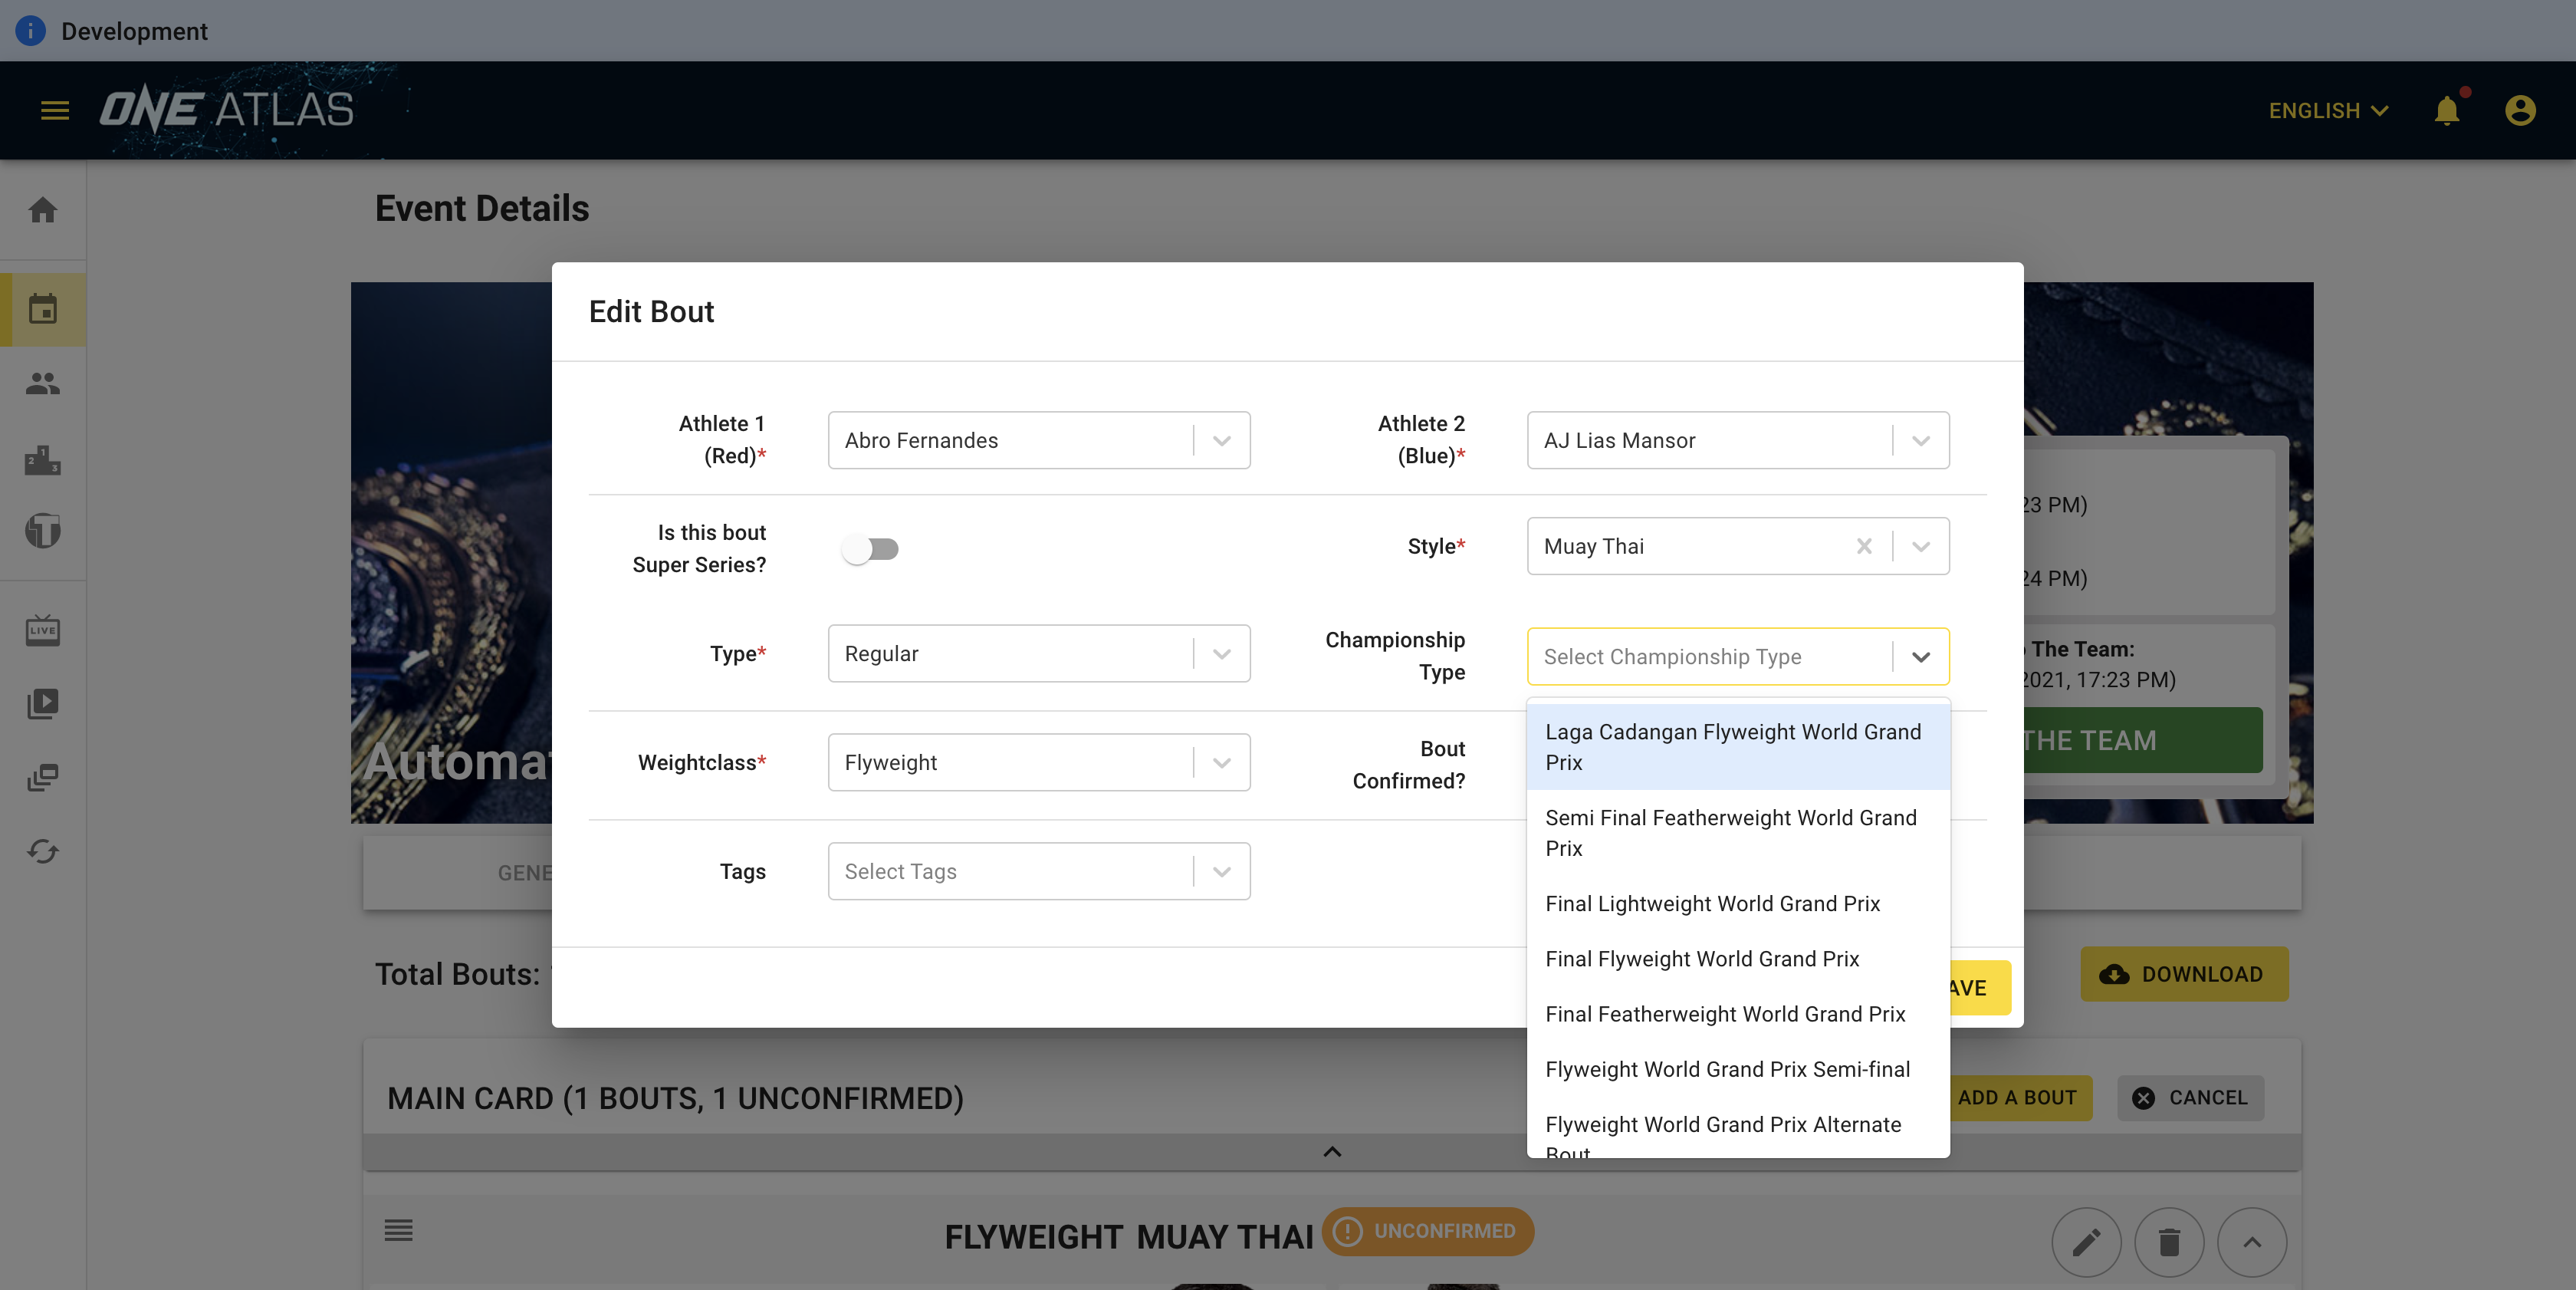 Development
ONE ATLAS
ENGLISH
Event Details
Edit Bout
Athlete 1
(Red)*
Abro Fernandes
Athlete 2
(Blue)*
AJ Lias Mansor
Is this bout
Super Series?
Style*
Muay Thai
Type*
Regular
Championship
Type
Select Championship Type
Laga Cadangan Flyweight World Grand
Prix
Semi Final Featherweight World Grand
Prix
Final Lightweight World Grand Prix
Final Flyweight World Grand Prix
Final Featherweight World Grand Prix
Flyweight World Grand Prix Semi-final
Flyweight World Grand Prix Alternate
Bout
Weightclass*
Flyweight
Bout
Confirmed?
Tags
Select Tags
AVE
23 PM)
24 PM)
The Team:
2021, 17:23 PM)
THE TEAM
LIVE
Automa
GENE
Total Bouts:
DOWNLOAD
MAIN CARD (1 BOUTS, 1 UNCONFIRMED)
ADD A BOUT
CANCEL
FLYWEIGHT MUAY THAI
UNCONFIRMED